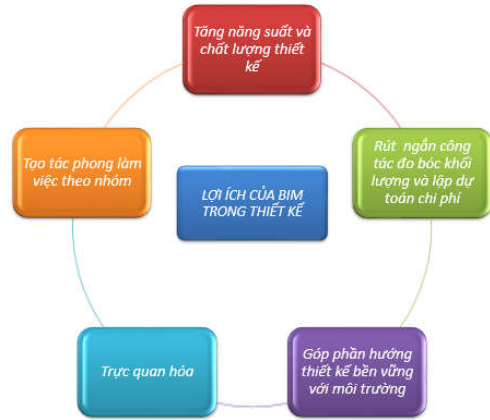 Tăng năng suất và
chất lượng thiết
kế
Tạo tác phong làm
việc theo nhóm
Rút ngắn công
tác đo bóc khối
lượng và lập dự
toán chi phí
LỢI ÍCH CỦA BIM
TRONG THIẾT KẾ
Trực quan hóa
Góp phần hướng
thiết kế bền vững
với môi trường